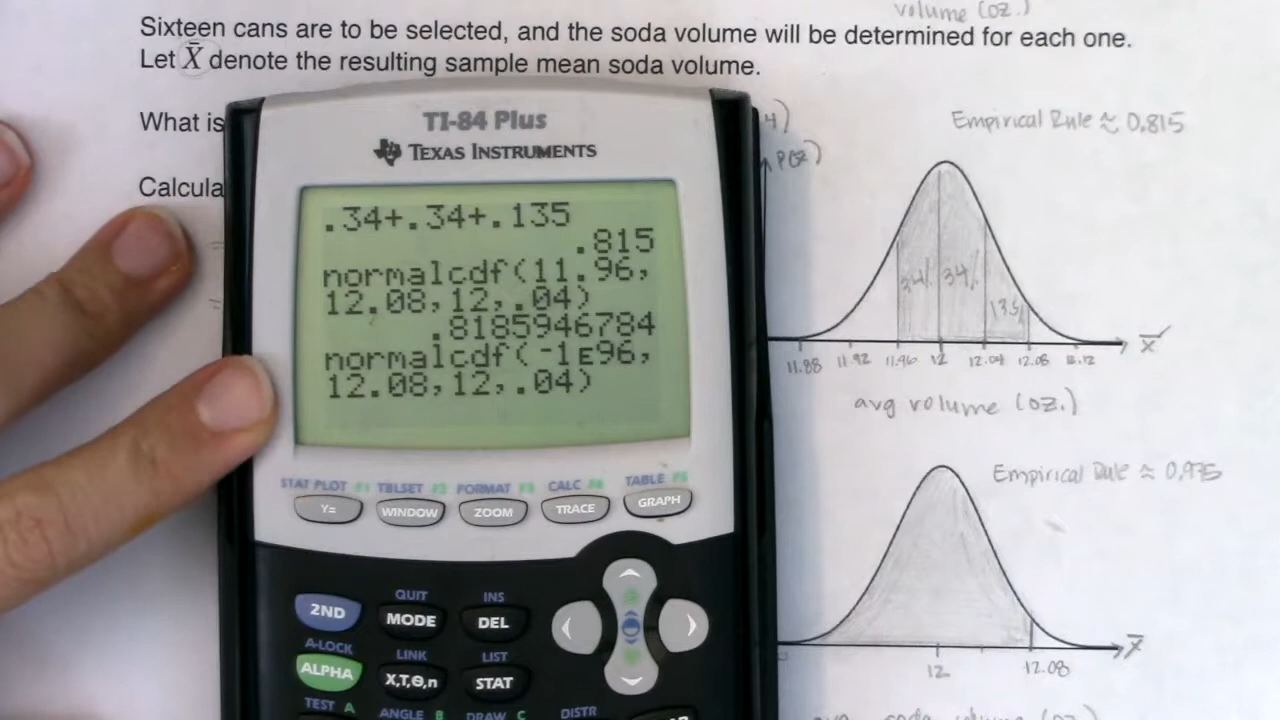 volume (oz.)
Sixteen cans are to be selected, and the soda volume will be determined for each one.
Let X̄ denote the resulting sample mean soda volume.
What is
4)
Empirical Rule ≈ 0.815
P(z)
Calcula
TI-84 Plus
TEXAS INSTRUMENTS
.34+.34+.135
.815
normalcdf(11.96,
12.08,12,.04)
.8185946784
normalcdf(-1E96,
12.08,12,.04)
34% 34%
11.88 11.92 11.96 12 12.04 12.08 12.12 X̄
avg volume (oz.)
Empirical Rule ≈ 0.975
12 12.08 X̄
STAT PLOT F1 TBLSET F2 FORMAT F3 CALC F4 TABLE F5
Y= WINDOW ZOOM TRACE GRAPH
QUIT INS
2ND MODE DEL
A-LOCK LINK LIST
ALPHA X,T,Θ,n STAT
TEST A ANGLE B DRAW C DISTR
avg soda volume (oz)